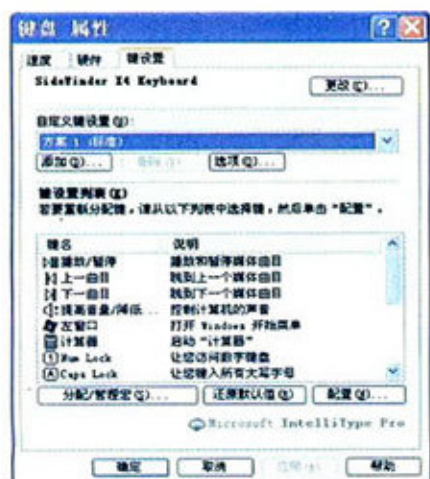 键盘 属性
速度 硬件 键设置
SideWinder X4 Keyboard
更改(C)...
自定义键设置(U):
方案 1 (标准)
添加(D)... 选项(O)...
键设置列表(K)
若要重新分配键，请从以下列表中选择键，然后单击“配置”。
键名 说明
播放/暂停 播放和暂停媒体曲目
上一曲目 跳到上一个媒体曲目
下一曲目 跳到下一个媒体曲目
提高音量/降低... 控制计算机的声音
左窗口 打开 Windows 开始菜单
计算器 启动“计算器”
Num Lock 让您访问数字键盘
Caps Lock 让您键入所有大写字母
分配/管理宏 还原默认值 配置
Microsoft IntelliType Pro
确定 取消 帮助